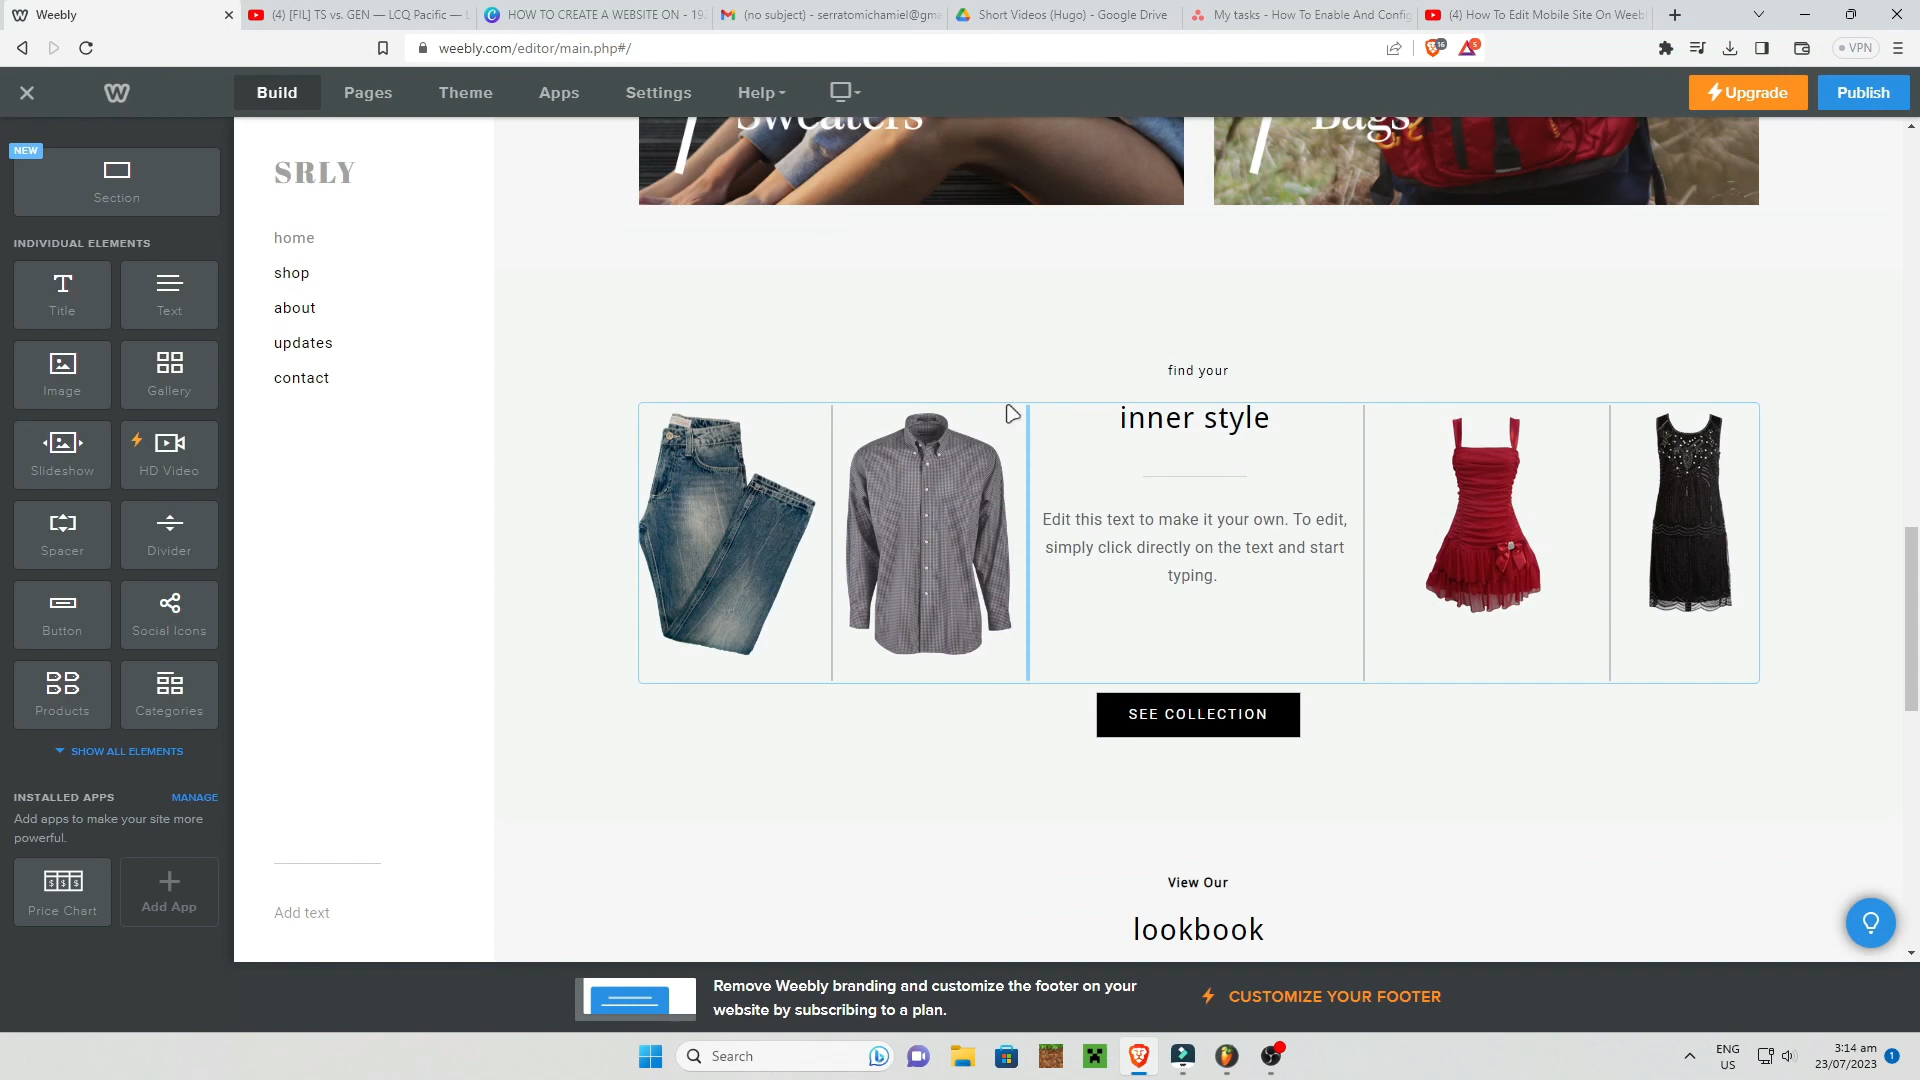 Weebly
(4) [FIL] TS vs. GEN — LCQ Pacific — L
HOW TO CREATE A WEBSITE ON - 19
(no subject) - serratomichamiel@gm
Short Videos (Hugo) - Google Drive
My tasks - How To Enable And Config
(4) How To Edit Mobile Site On Weeb
weebly.com/editor/main.php#/
16
5
VPN
Build
Pages
Theme
Apps
Settings
Help
Upgrade
Publish
NEW
Section
INDIVIDUAL ELEMENTS
Title
Text
Image
Gallery
Slideshow
HD Video
Spacer
Divider
Button
Social Icons
Products
Categories
SHOW ALL ELEMENTS
INSTALLED APPS
MANAGE
Add apps to make your site more
powerful.
Price Chart
Add App
SRLY
home
shop
about
updates
contact
Add text
Sweaters
Bags
find your
inner style
Edit this text to make it your own. To edit,
simply click directly on the text and start
typing.
SEE COLLECTION
View Our
lookbook
Remove Weebly branding and customize the footer on your
website by subscribing to a plan.
CUSTOMIZE YOUR FOOTER
Search
ENG
US
3:14 am
23/07/2023
1